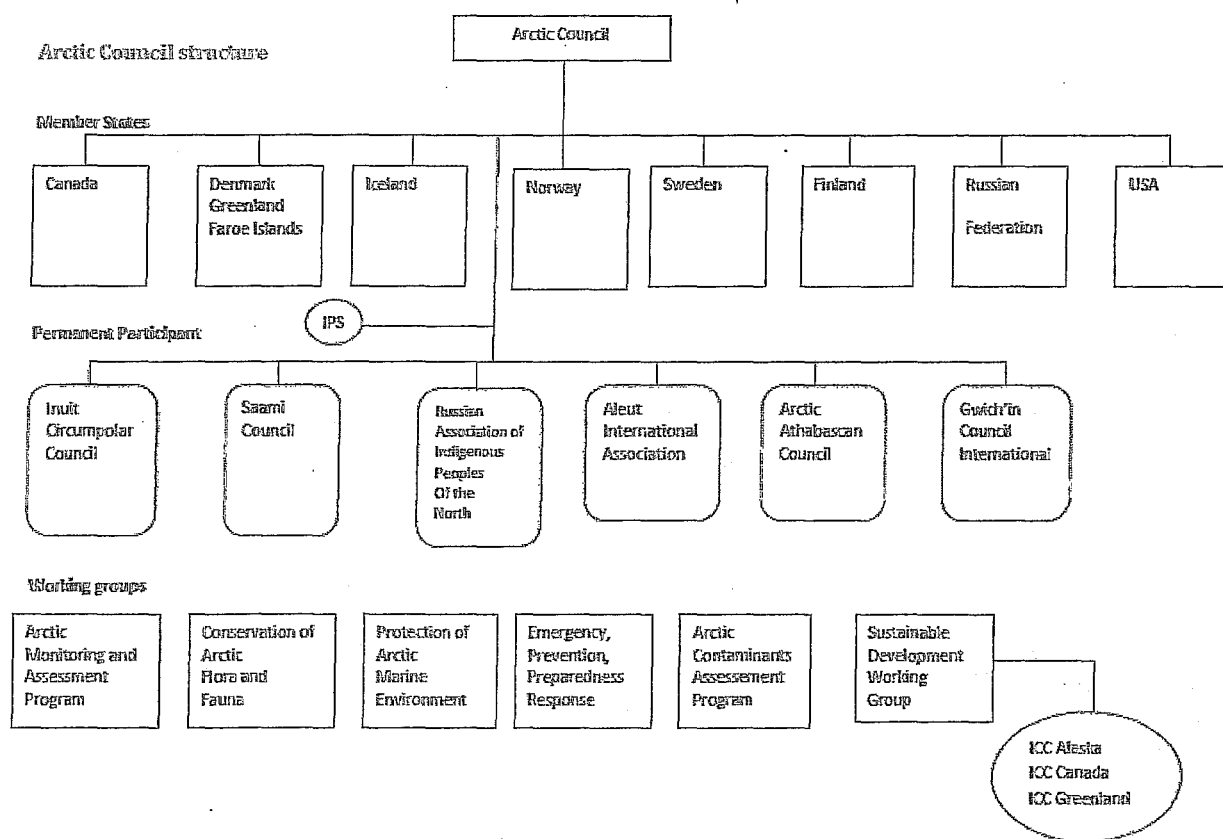 Arctic Council
Arctic Council structure
Member States
Canada
Denmark
Greenland
Faroe Islands
Iceland
Norway
Sweden
Finland
Russian
Federation
USA
IPS
Permanent Participant
Inuit
Circumpolar
Council
Saami
Council
Russian
Association of
Indigenous
Peoples
Of the
North
Aleut
International
Association
Arctic
Athabascan
Council
Gwich'in
Council
International
Working groups
Arctic
Monitoring and
Assessment
Program
Conservation of
Arctic
Flora and
Fauna
Protection of
Arctic
Marine
Environment
Emergency,
Prevention,
Preparedness
Response
Arctic
Contaminants
Assessement
Program
Sustainable
Development
Working
Group
ICC Alaska
ICC Canada
ICC Greenland